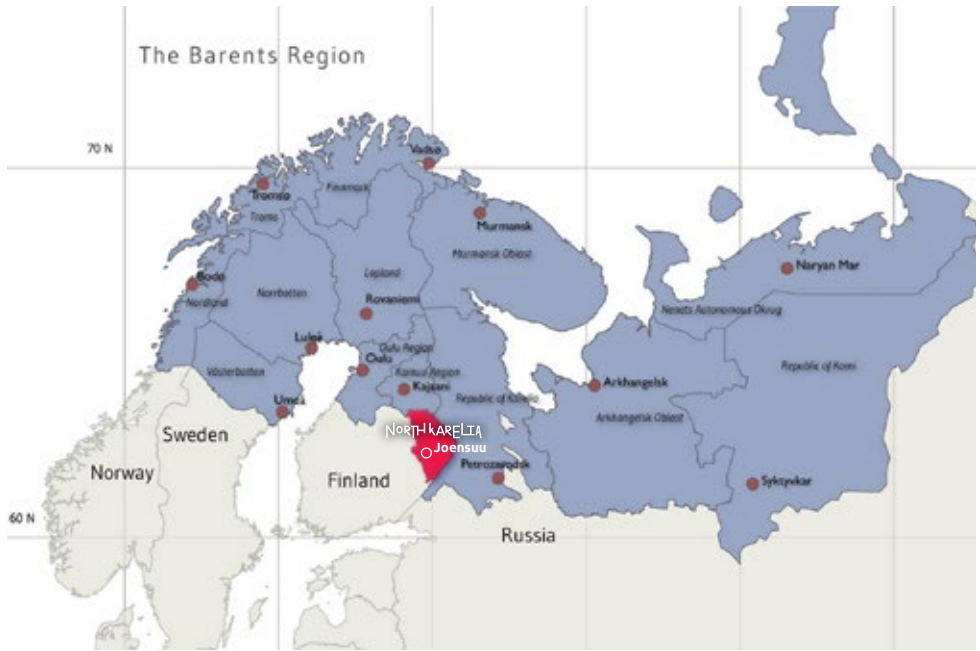 The Barents Region
70 N
Vadsø
Tromsø
Finnmark
Troms
Murmansk
Murmansk Oblast
Bodø
Nordland
Norrbotten
Lapland
Naryan Mar
Rovaniemi
Nenets Autonomous Okrug
Luleå
Oulu
Oulu Region
Västerbotten
Kainuu Region
Kajaani
Republic of Karelia
Arkhangelsk
Republic of Komi
Umeå
Arkhangelsk Oblast
NORTH KARELIA
Sweden
Joensuu
Petrozavodsk
Norway
Finland
Syktyvkar
60 N
Russia